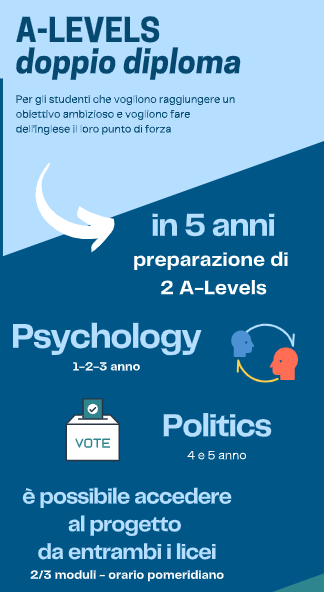 A-LEVELS
doppio diploma
Per gli studenti che vogliono raggiungere un
obiettivo ambizioso e vogliono fare
dell'inglese il loro punto di forza
in 5 anni
preparazione di
2 A-Levels
Psychology
1-2-3 anno
VOTE
Politics
4 e 5 anno
è possibile accedere
al progetto
da entrambi i licei
2/3 moduli - orario pomeridiano